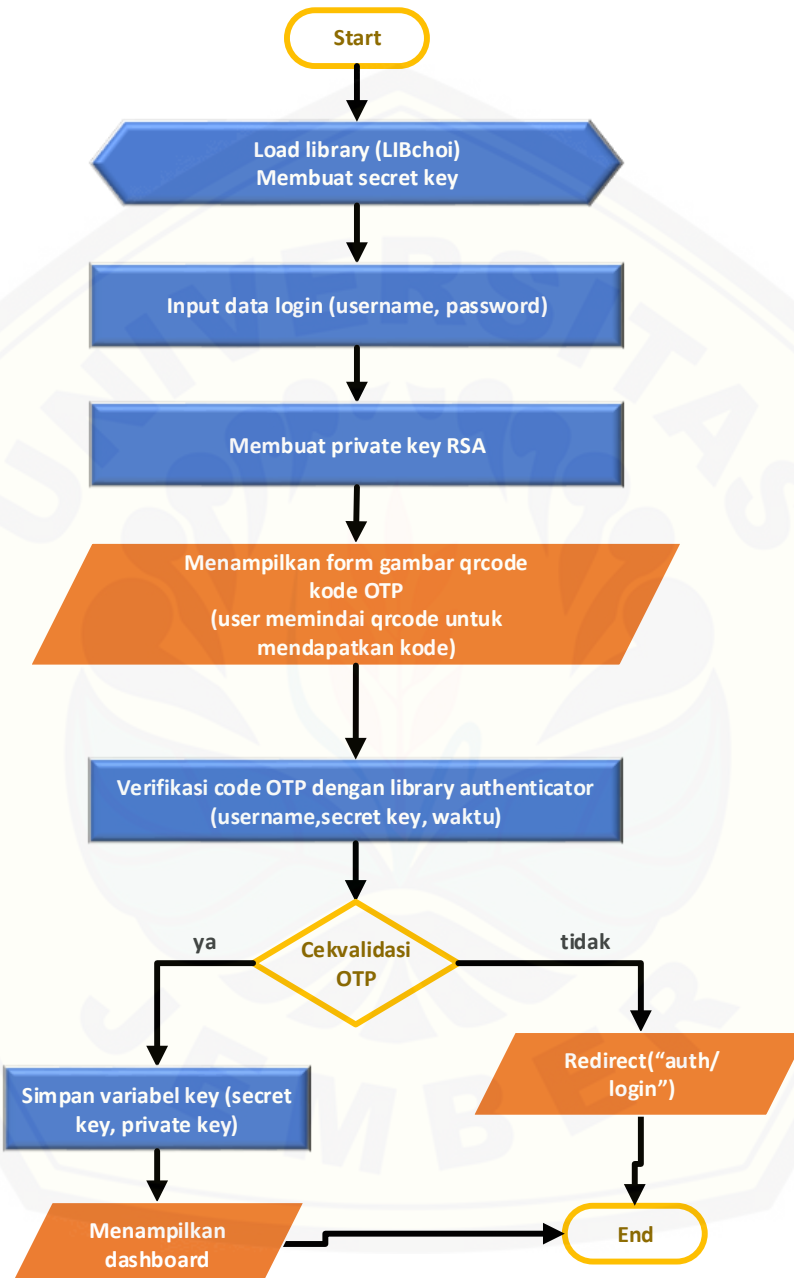 Start
Load library (LIBchoi)
Membuat secret key
Input data login (username, password)
Membuat private key RSA
Menampilkan form gambar qrcode
kode OTP
(user memindai qrcode untuk
mendapatkan kode)
Verifikasi code OTP dengan library authenticator
(username,secret key, waktu)
ya
Cekvalidasi
OTP
tidak
Simpan variabel key (secret
key, private key)
Redirect(“auth/
login”)
Menampilkan
dashboard
End
UNIVERSITAS
JEMBER